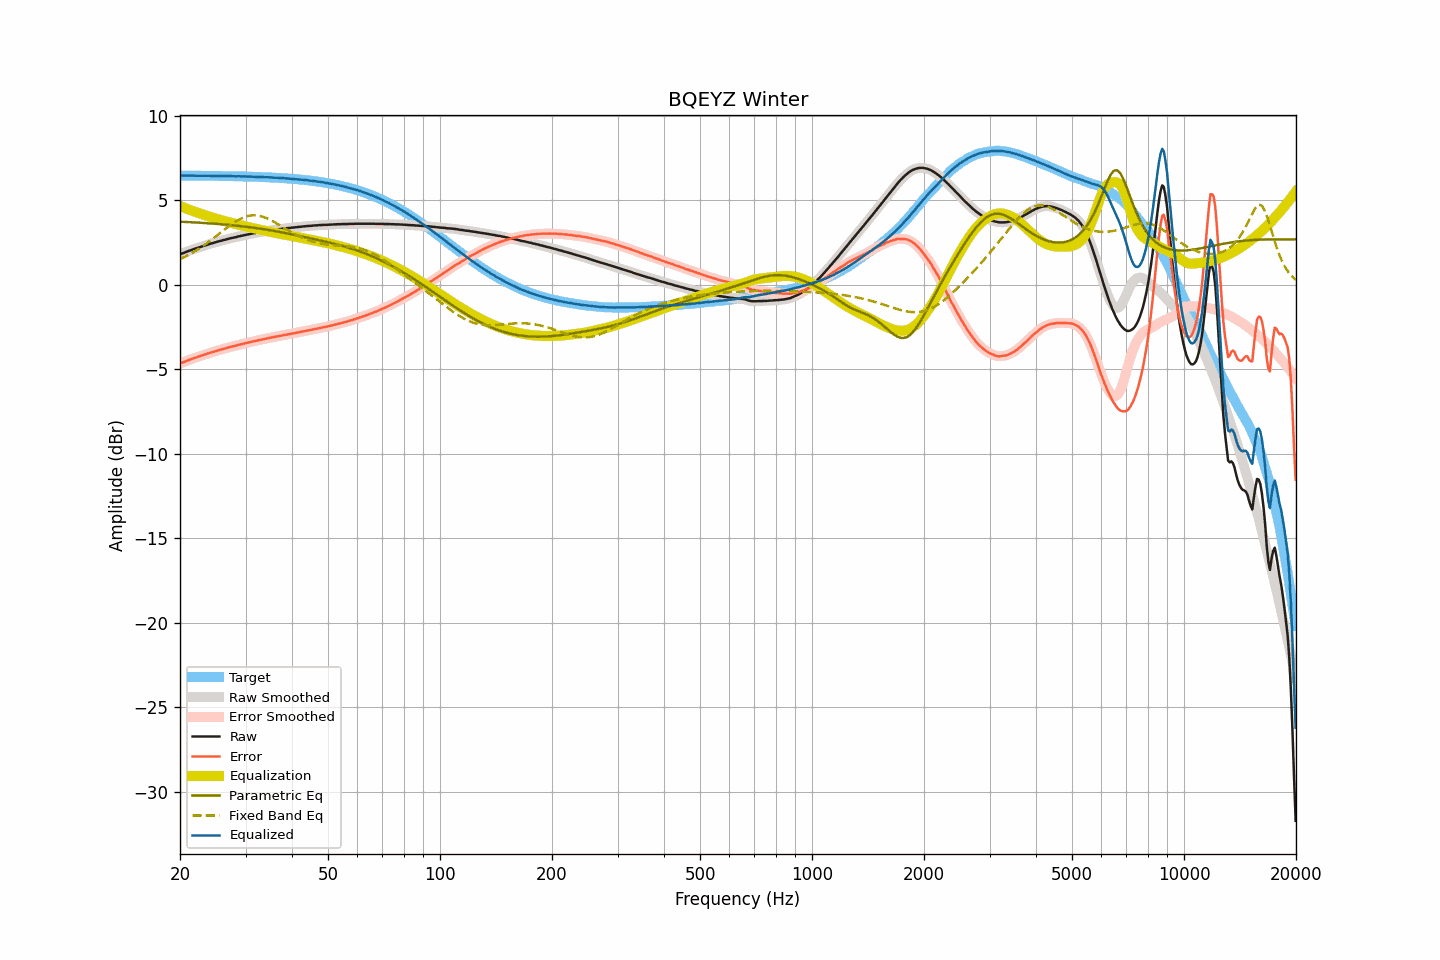 BQEYZ Winter
10
5
0
−5
−10
−15
−20
−25
−30
Amplitude (dBr)
Target
Raw Smoothed
Error Smoothed
Raw
Error
Equalization
Parametric Eq
Fixed Band Eq
Equalized
20 50 100 200 500 1000 2000 5000 10000 20000
Frequency (Hz)